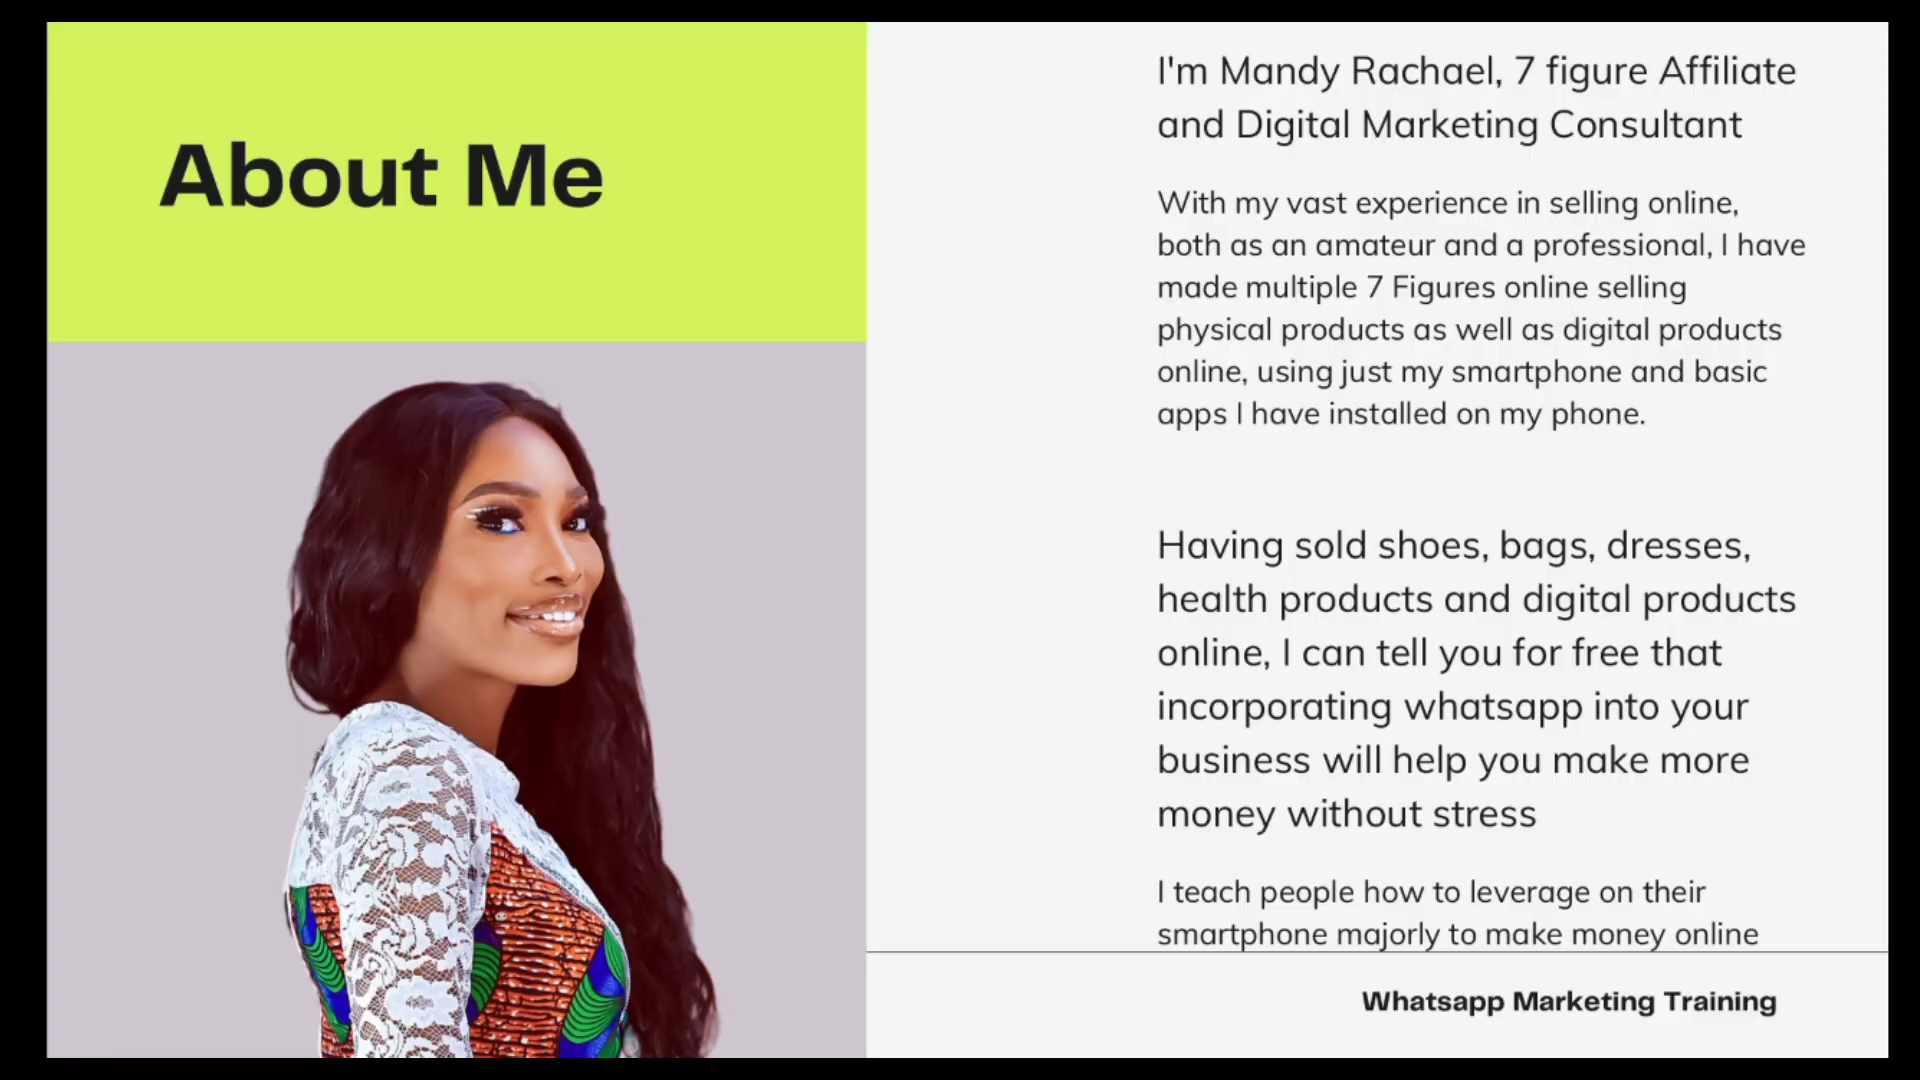 About Me
I'm Mandy Rachael, 7 figure Affiliate
and Digital Marketing Consultant
With my vast experience in selling online,
both as an amateur and a professional, I have
made multiple 7 Figures online selling
physical products as well as digital products
online, using just my smartphone and basic
apps I have installed on my phone.
Having sold shoes, bags, dresses,
health products and digital products
online, I can tell you for free that
incorporating whatsapp into your
business will help you make more
money without stress
I teach people how to leverage on their
smartphone majorly to make money online
Whatsapp Marketing Training